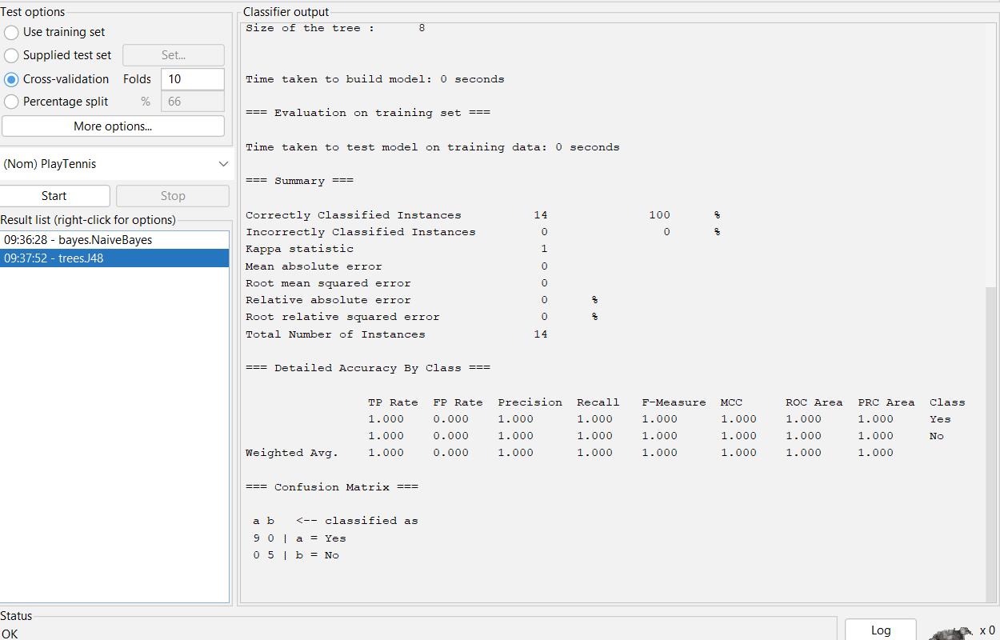 Test options
Use training set
Supplied test set Set...
Cross-validation Folds 10
Percentage split % 66
More options...
(Nom) PlayTennis
Start Stop
Result list (right-click for options)
09:36:28 - bayes.NaiveBayes
09:37:52 - trees.J48
Classifier output
Size of the tree : 8
Time taken to build model: 0 seconds
=== Evaluation on training set ===
Time taken to test model on training data: 0 seconds
=== Summary ===
Correctly Classified Instances 14 100 %
Incorrectly Classified Instances 0 0 %
Kappa statistic 1
Mean absolute error 0
Root mean squared error 0
Relative absolute error 0 %
Root relative squared error 0 %
Total Number of Instances 14
=== Detailed Accuracy By Class ===
TP Rate FP Rate Precision Recall F-Measure MCC ROC Area PRC Area Class
1.000 0.000 1.000 1.000 1.000 1.000 1.000 1.000 Yes
1.000 0.000 1.000 1.000 1.000 1.000 1.000 1.000 No
Weighted Avg. 1.000 0.000 1.000 1.000 1.000 1.000 1.000 1.000
=== Confusion Matrix ===
a b <-- classified as
9 0 | a = Yes
0 5 | b = No
Status
OK
Log
x 0